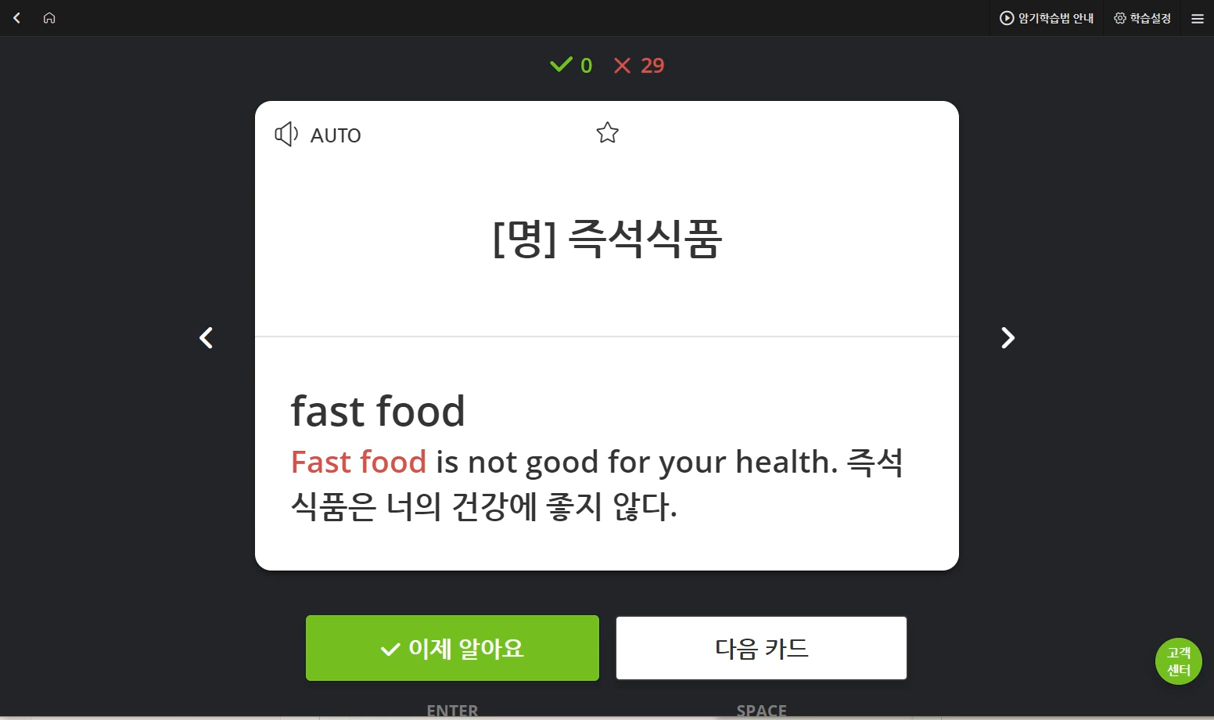 암기학습법 안내 학습설정
0 29
AUTO
[명] 즉석식품
fast food
Fast food is not good for your health. 즉석
식품은 너의 건강에 좋지 않다.
이제 알아요 다음 카드
고객
센터
ENTER SPACE